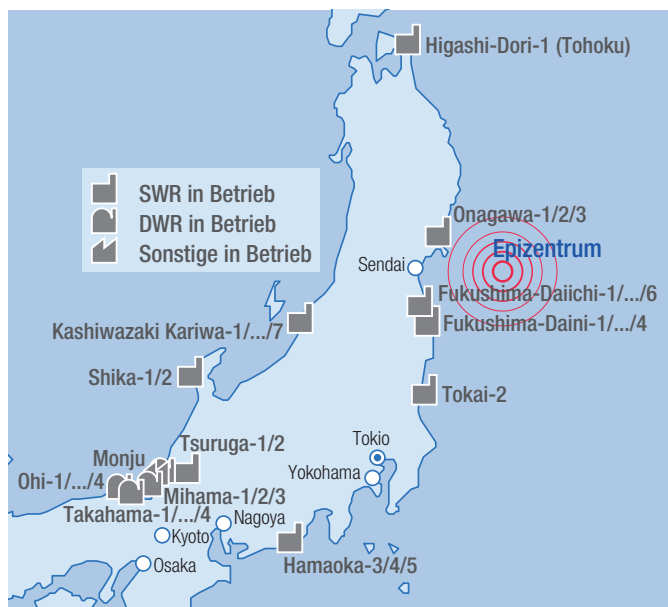 Higashi-Dori-1 (Tohoku)
SWR in Betrieb
DWR in Betrieb
Sonstige in Betrieb
Onagawa-1/2/3
Epizentrum
Sendai
Fukushima-Daiichi-1/.../6
Fukushima-Daini-1/.../4
Kashiwazaki Kariwa-1/.../7
Shika-1/2
Tokai-2
Tsuruga-1/2
Monju
Tokio
Ohi-1/.../4
Yokohama
Mihama-1/2/3
Takahama-1/.../4
Nagoya
Kyoto
Hamaoka-3/4/5
Osaka